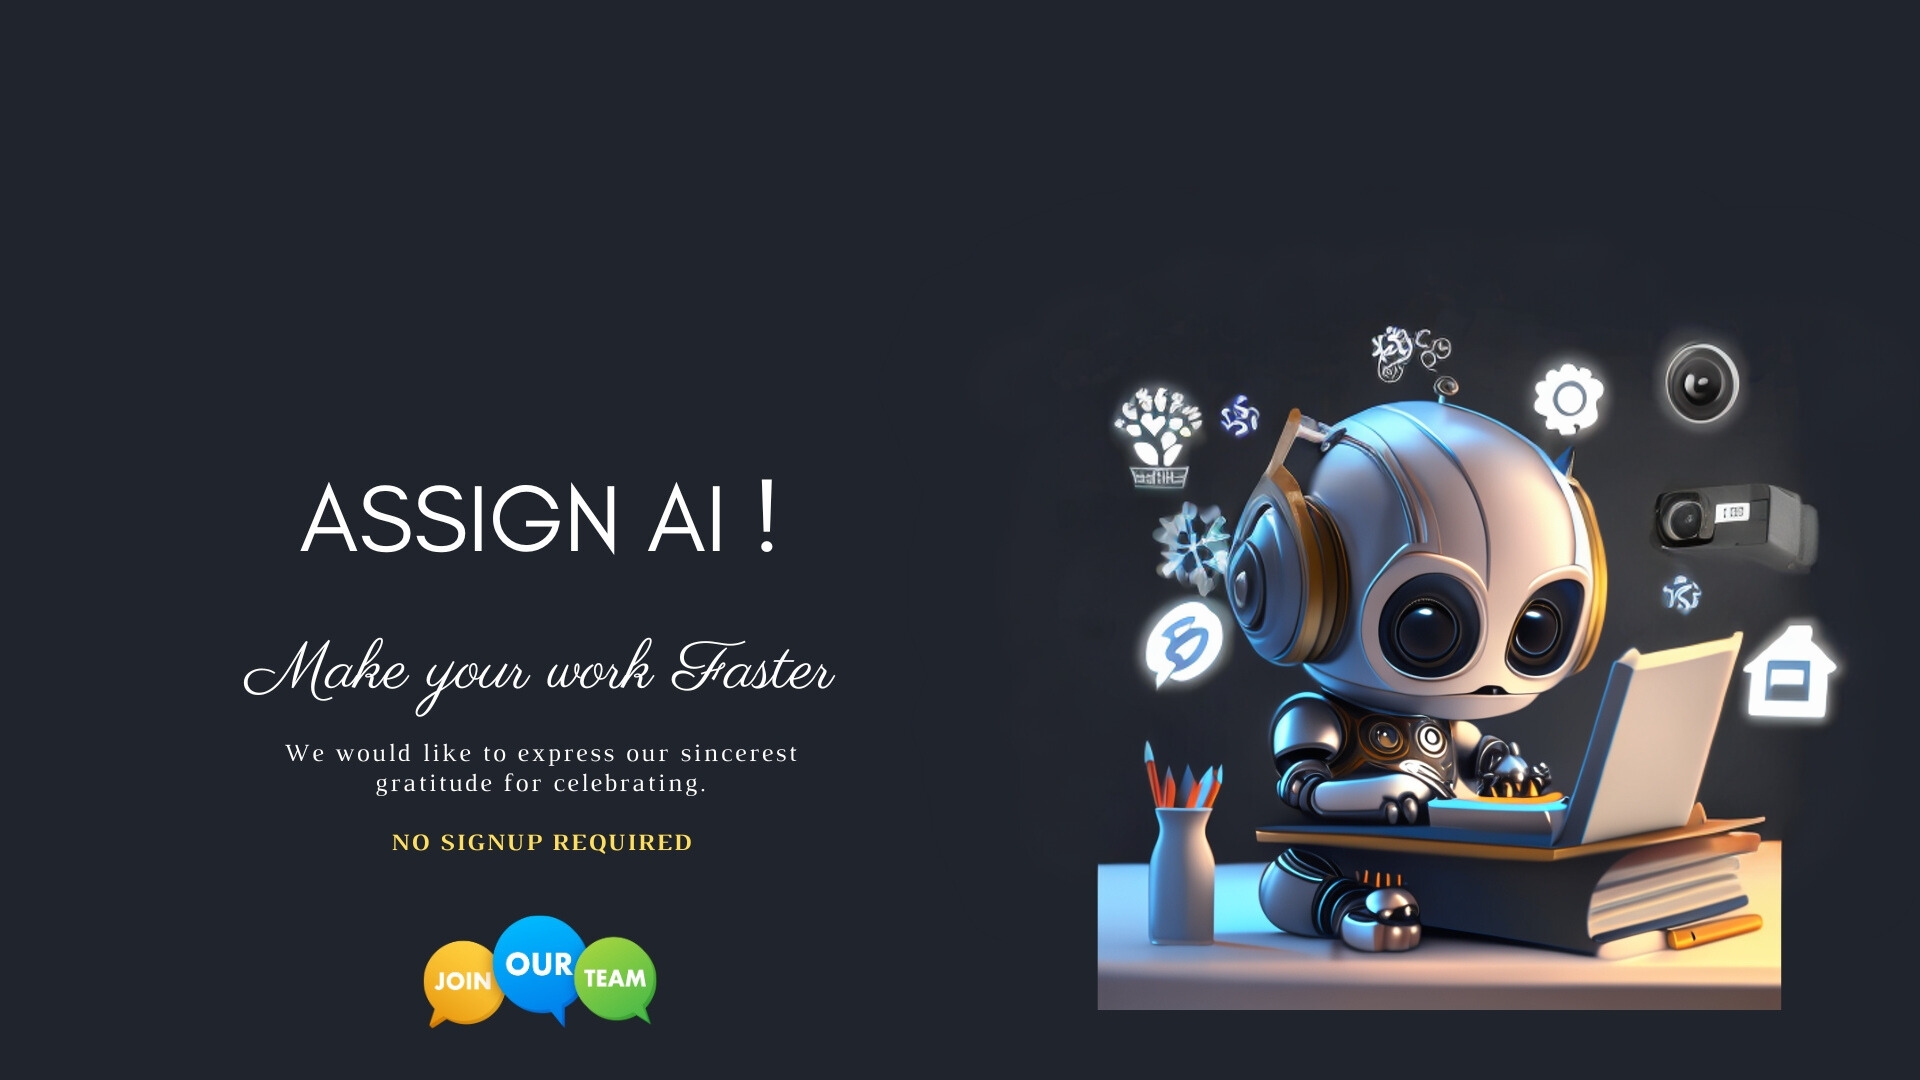 ASSIGN AI !
Make your work Faster
We would like to express our sincerest
gratitude for celebrating.
NO SIGNUP REQUIRED
JOIN OUR TEAM